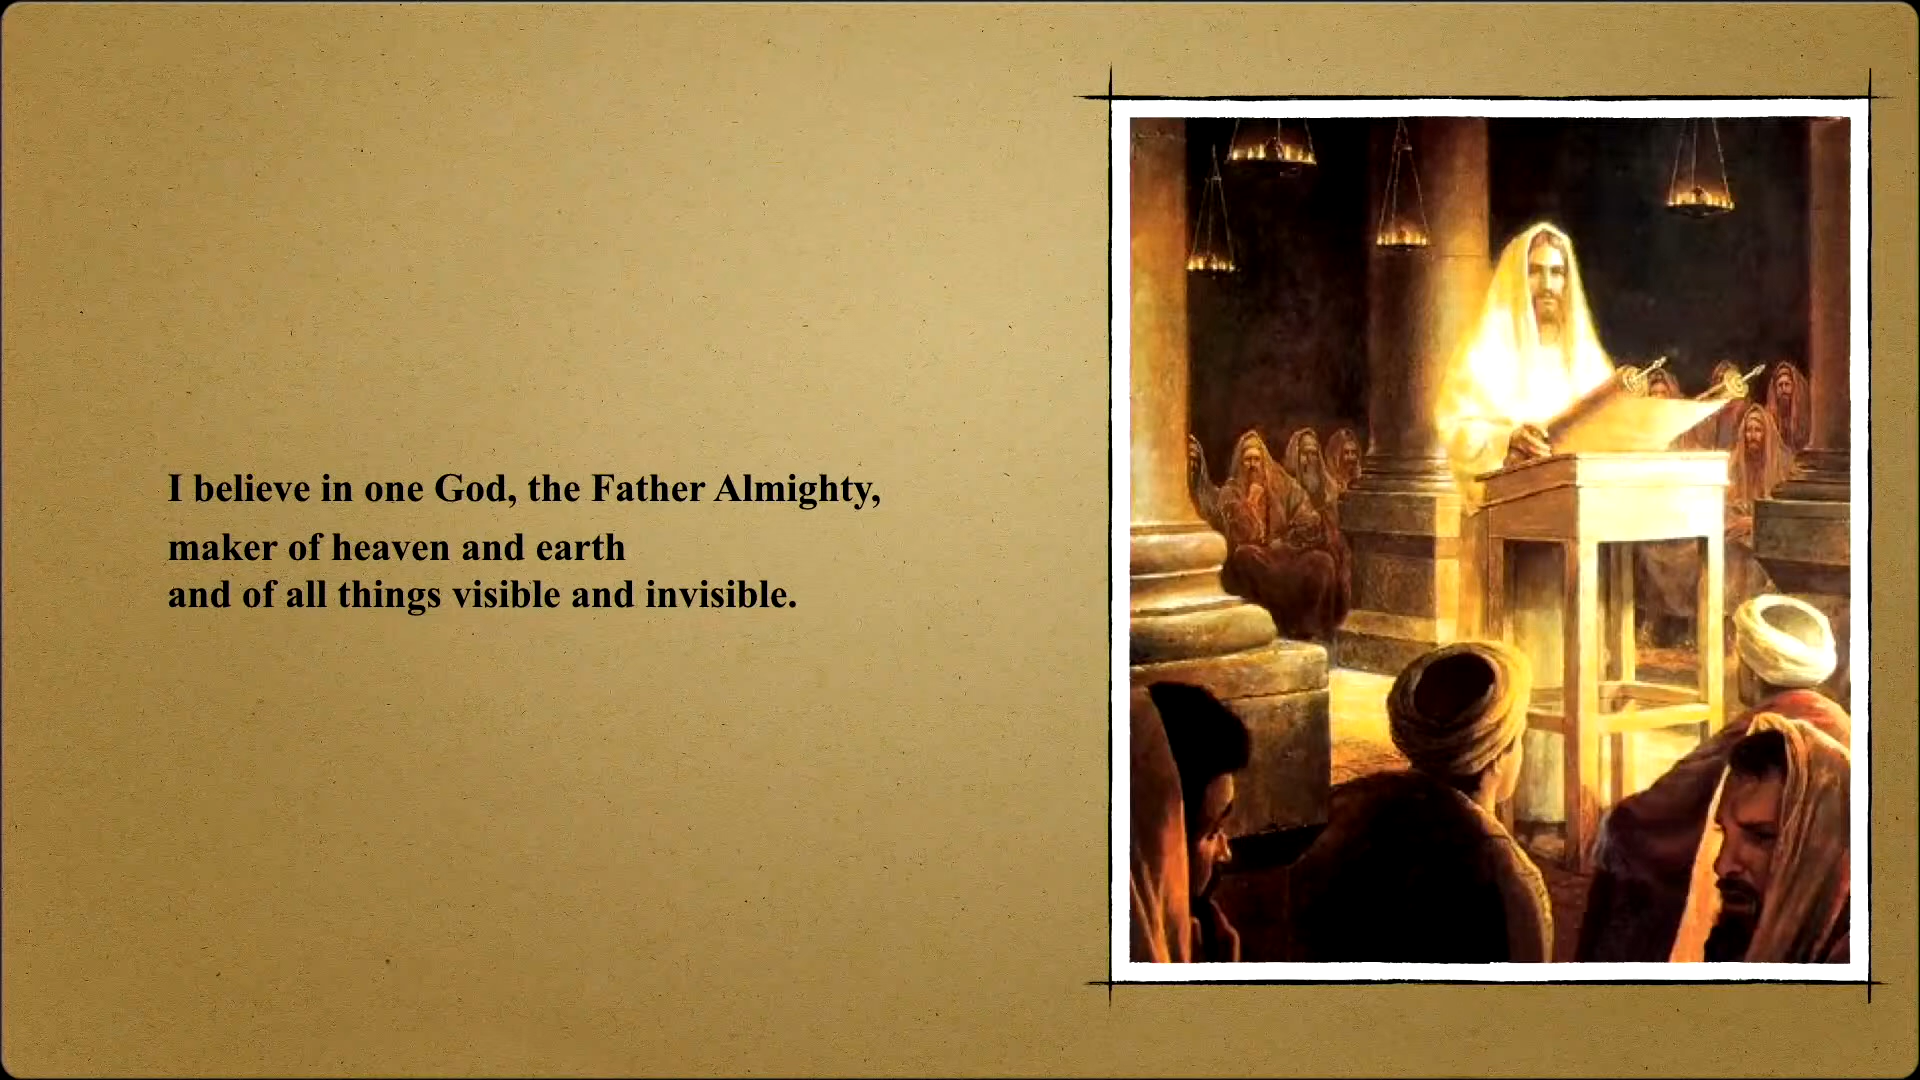 I believe in one God, the Father Almighty,
maker of heaven and earth
and of all things visible and invisible.